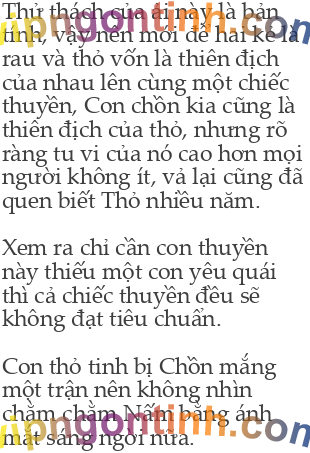 Thử thách của ải này là bản
tính, vậy nên mới để hai kẻ là
rau và thỏ vốn là thiên địch
của nhau lên cùng một chiếc
thuyền, Con chồn kia cũng là
thiên địch của thỏ, nhưng rõ
ràng tu vi của nó cao hơn mọi
người không ít, vả lại cũng đã
quen biết Thỏ nhiều năm.
Xem ra chỉ cần con thuyền
này thiếu một con yêu quái
thì cả chiếc thuyền đều sẽ
không đạt tiêu chuẩn.
Con thỏ tinh bị Chồn mắng
một trận nên không nhìn
chằm chằm Nấm bằng ánh
mắt sáng ngời nữa.
vipngontinh.com
vipngontinh.com